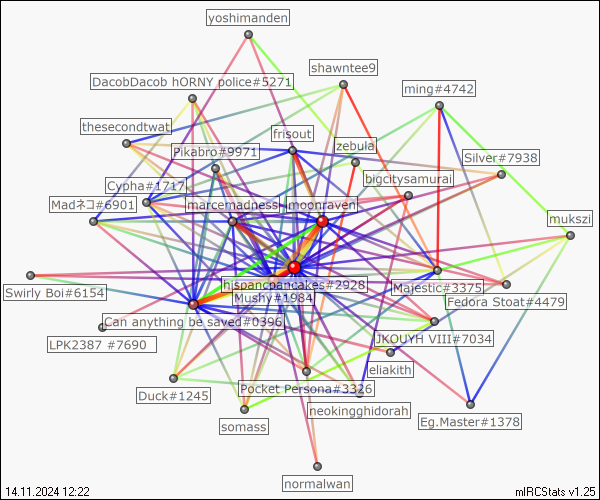 yoshimanden
shawntee9
DacobDacob hORNY police#5271
ming#4742
thesecondtwat
frisout
zebula
Pikabro#9971
Silver#7938
bigcitysamurai
Cypha#1717
Madネコ#6901
marcemadness
moonraven
mukszi
hispancpancakes#2928
Majestic#3375
Swirly Boi#6154
Mushy#1984
Fedora Stoat#4479
Can anything be saved#0396
JKOUYH VIII#7034
LPK2387 #7690
eliakith
Duck#1245
Pocket Persona#3326
neokingghidorah
Eg.Master#1378
somass
normalwan
14.11.2024 12:22
mIRCStats v1.25